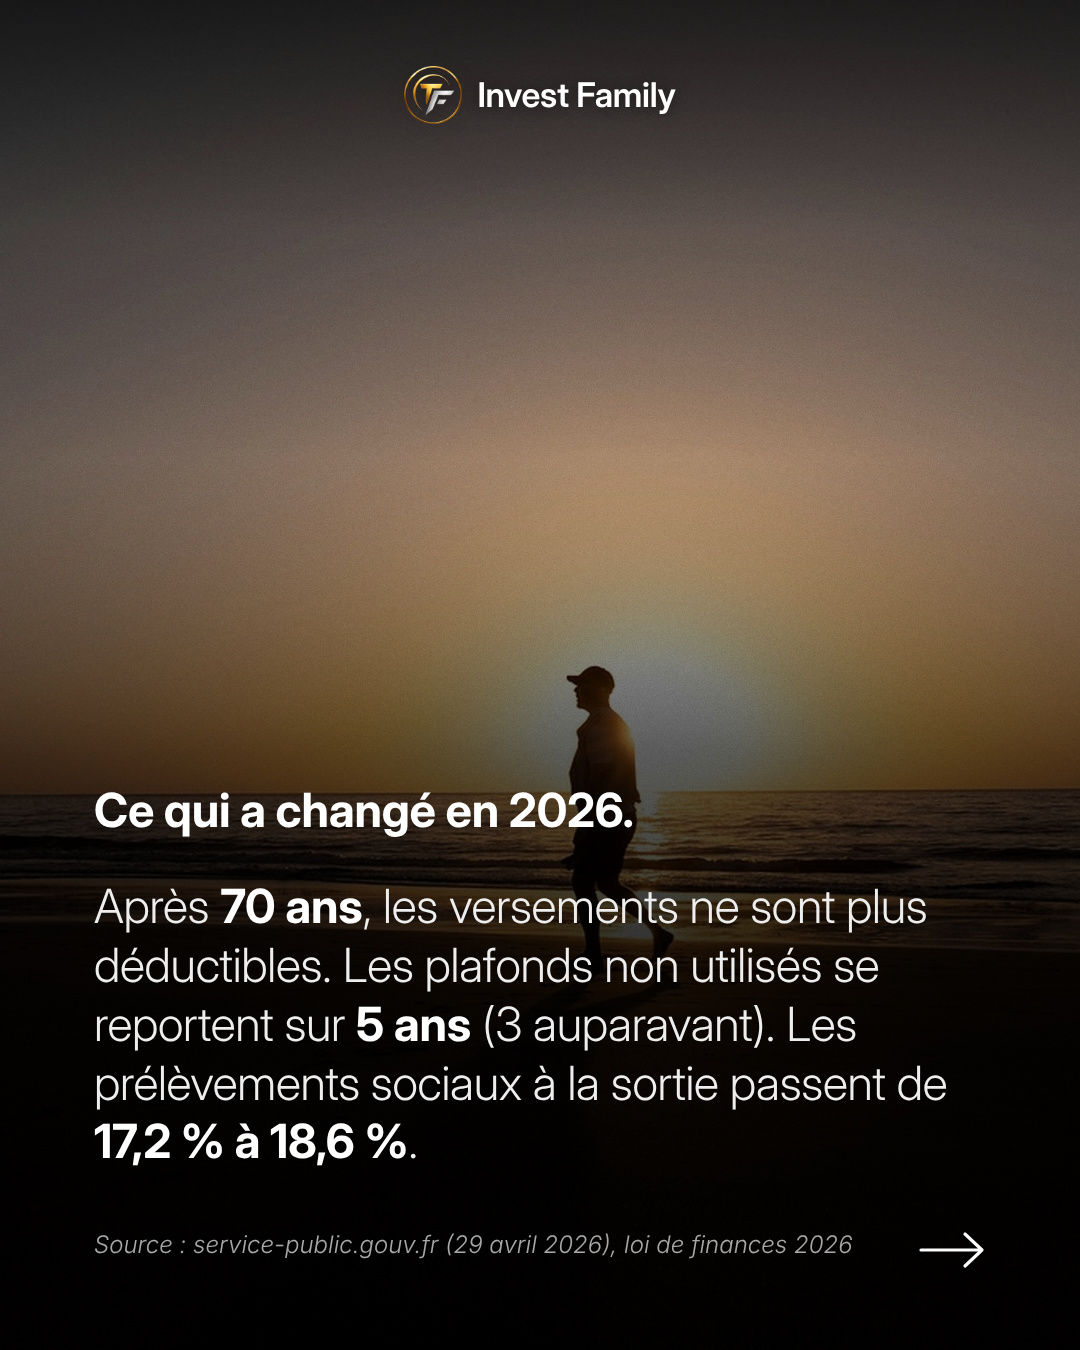 TF Invest Family
Ce qui a changé en 2026.
Après 70 ans, les versements ne sont plus
déductibles. Les plafonds non utilisés se
reportent sur 5 ans (3 auparavant). Les
prélèvements sociaux à la sortie passent de
17,2 % à 18,6 %.
Source : service-public.gouv.fr (29 avril 2026), loi de finances 2026